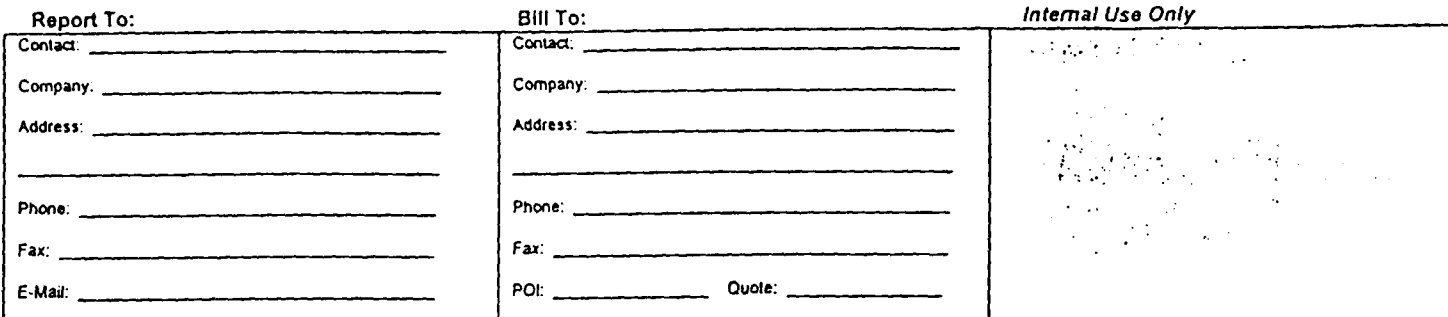 Report To:
Contact:
Company.
Address:
Phone:
Fax:
E-Mail:
Bill To:
Contact:
Company:
Address:
Phone:
Fax:
POI:
Quote:
Internal Use Only